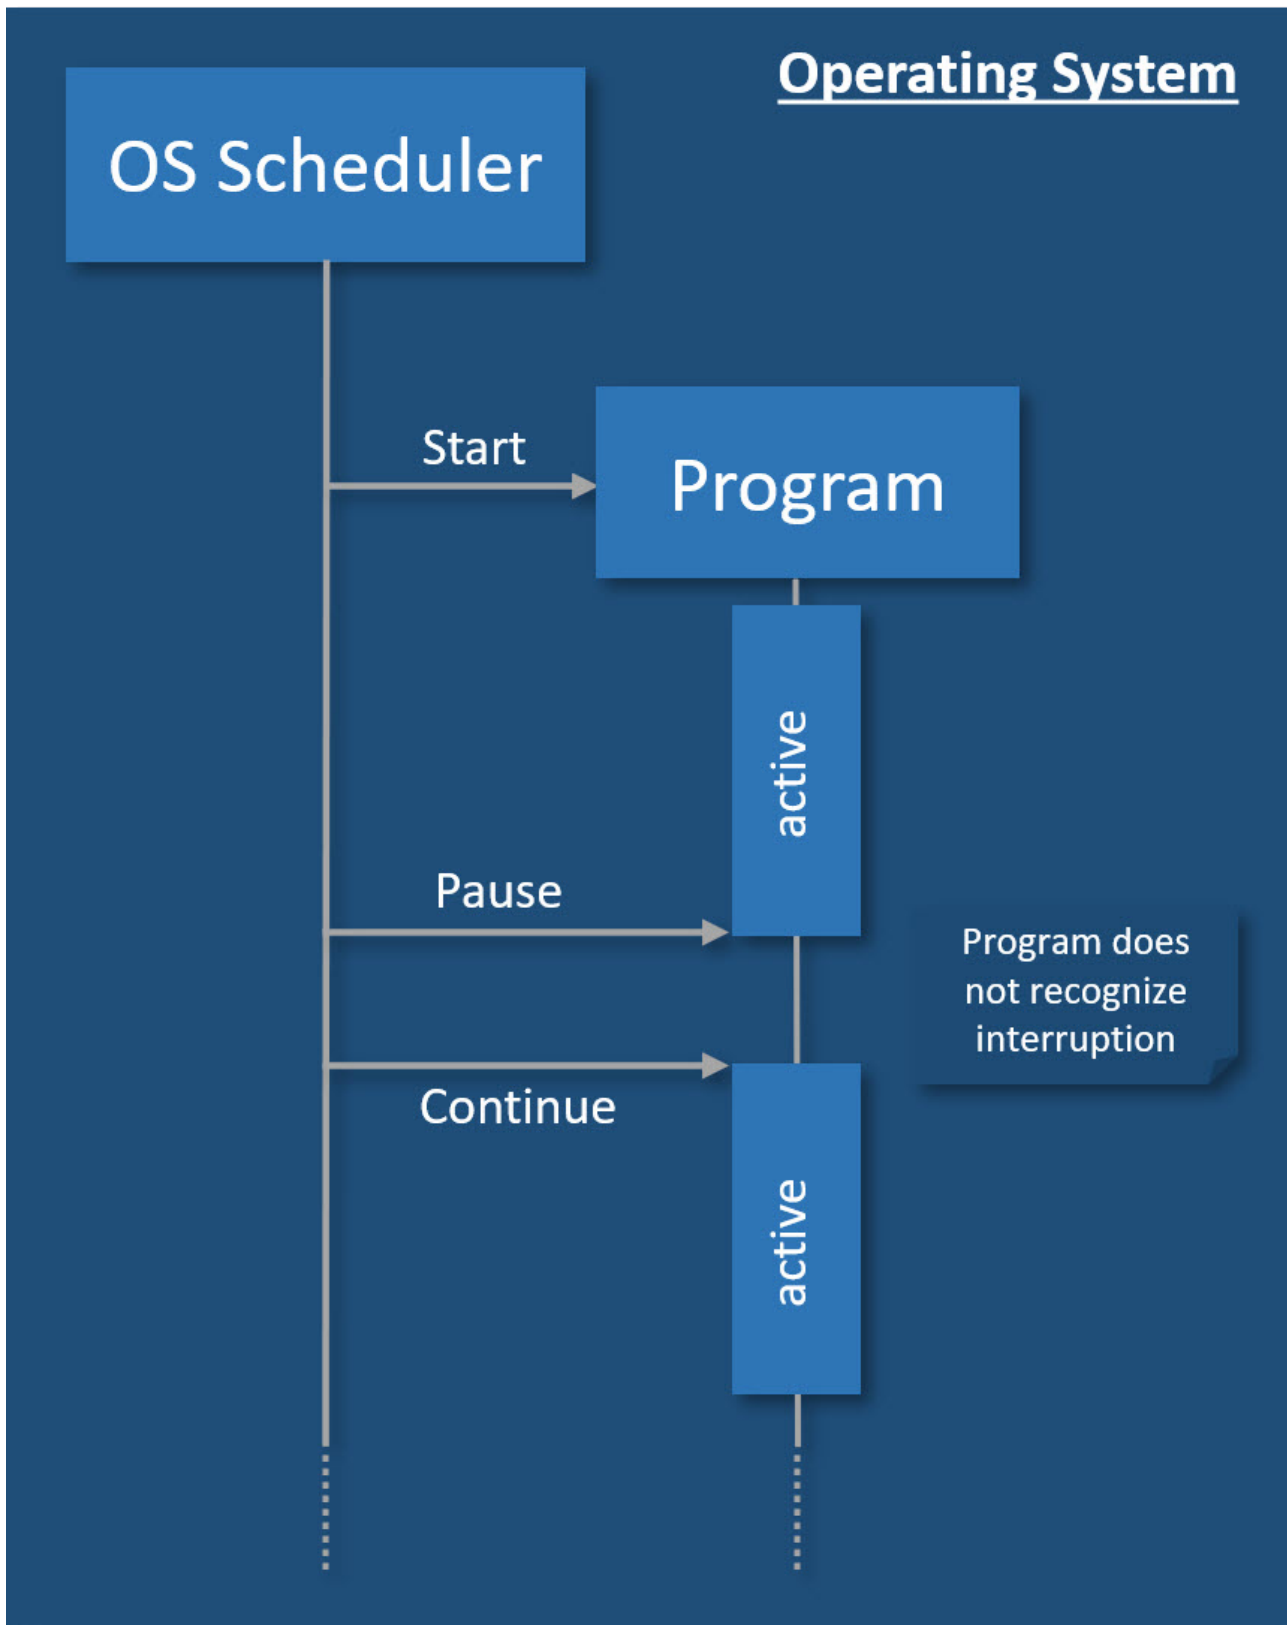 Operating System
OS Scheduler
Start
Program
active
Pause
Program does
not recognize
interruption
Continue
active